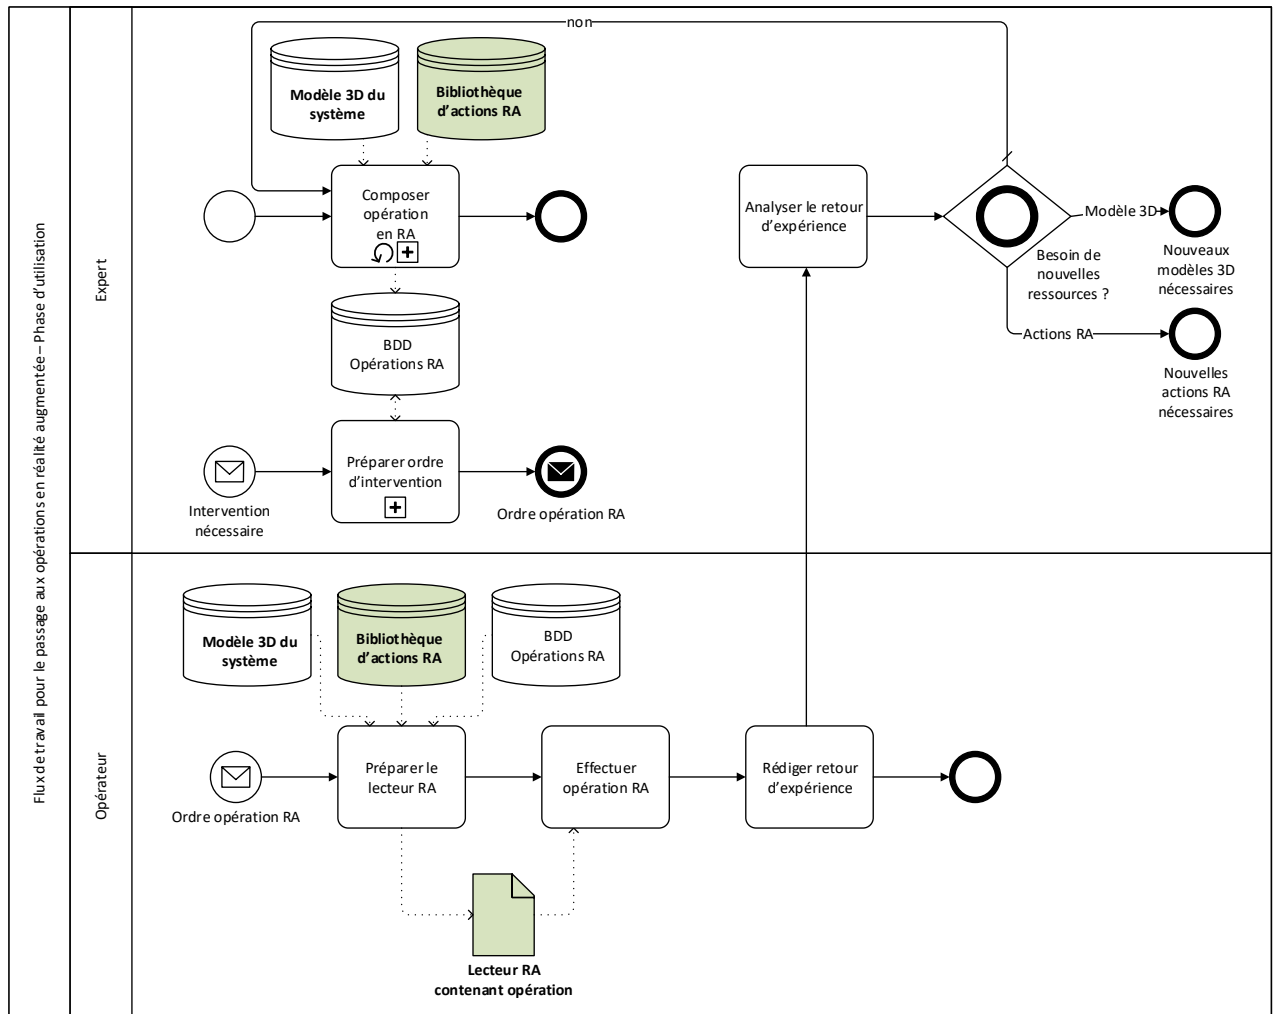 Flux de travail pour le passage aux opérations en réalité augmentée – Phase d'utilisation
Expert
non
Modèle 3D du
système
Bibliothèque
d'actions RA
Composer
opération
en RA
Analyser le retour
d'expérience
Modèle 3D
Besoin de
nouvelles
ressources ?
Nouveaux
modèles 3D
nécessaires
Actions RA
Nouvelles
actions RA
nécessaires
BDD
Opérations RA
Préparer ordre
d'intervention
Intervention
nécessaire
Ordre opération RA
Opérateur
Modèle 3D du
système
Bibliothèque
d'actions RA
BDD
Opérations RA
Préparer le
lecteur RA
Effectuer
opération RA
Rédiger retour
d'expérience
Ordre opération RA
Lecteur RA
contenant opération